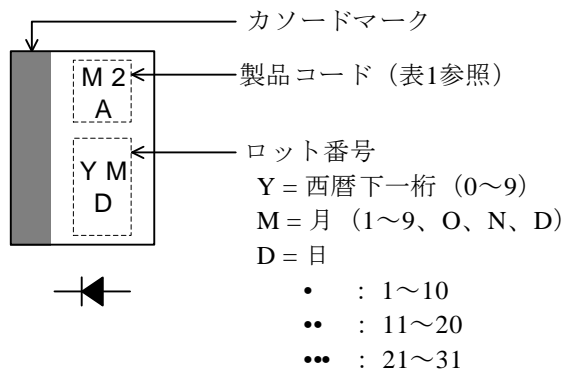 カソードマーク
M 2
A
製品コード（表1参照）
Y M
D
ロット番号
Y = 西暦下一桁（0～9）
M = 月（1～9、O、N、D）
D = 日
• : 1～10
•• : 11～20
••• : 21～31